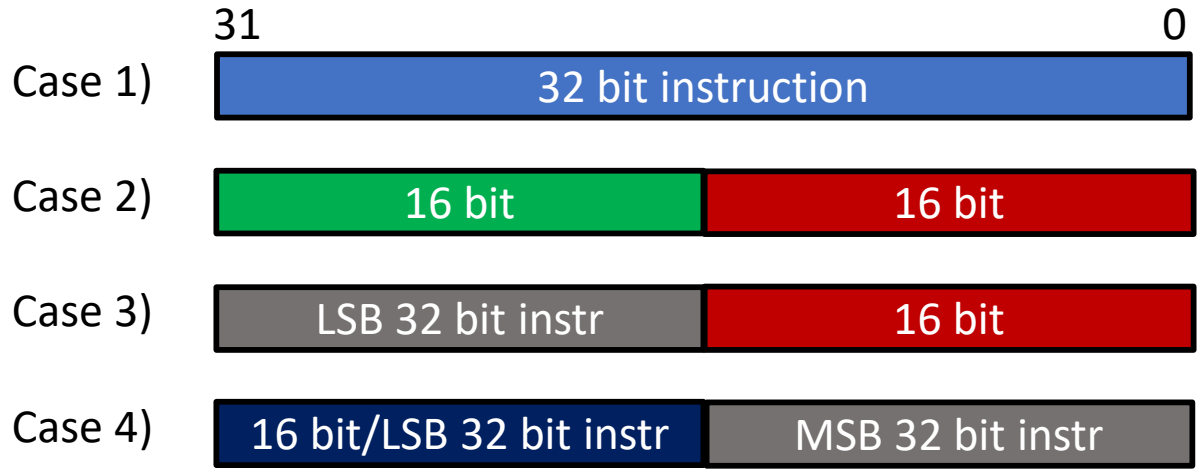 31 0
Case 1) 32 bit instruction
Case 2) 16 bit 16 bit
Case 3) LSB 32 bit instr 16 bit
Case 4) 16 bit/LSB 32 bit instr MSB 32 bit instr